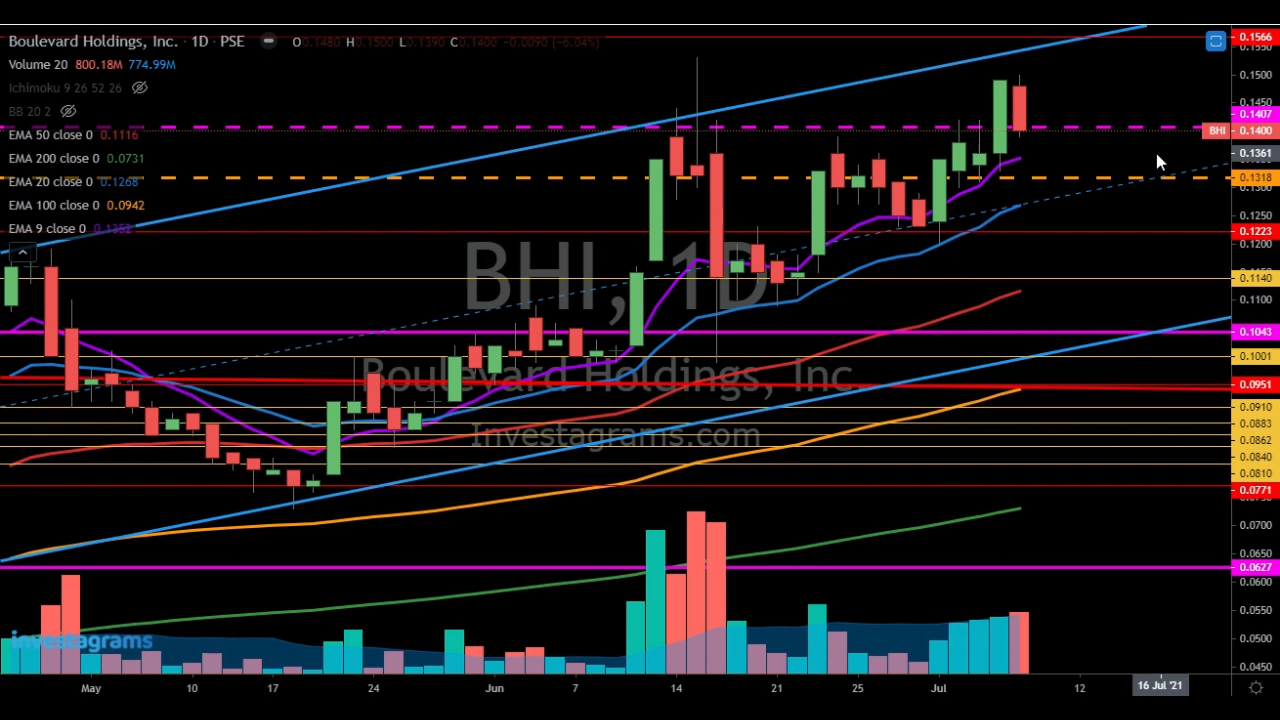 Boulevard Holdings, Inc. · 1D · PSE O0.1480 H0.1500 L0.1390 C0.1400 -0.0090 (-6.04%)
Volume 20 800.18M 774.99M
Ichimoku 9 26 52 26
BB 20 2
EMA 50 close 0 0.1116
EMA 200 close 0 0.0731
EMA 20 close 0 0.1268
EMA 100 close 0 0.0942
EMA 9 close 0 0.1352
BHI, 1D
Boulevard Holdings, Inc.
Investagrams.com
investagrams
0.1566
0.1500
0.1450
0.1407
BHI 0.1400
0.1361
0.1318
0.1300
0.1250
0.1223
0.1200
0.1140
0.1100
0.1043
0.1001
0.0951
0.0910
0.0883
0.0862
0.0840
0.0810
0.0771
0.0700
0.0650
0.0627
0.0600
0.0550
0.0500
0.0450
May 10 17 24 Jun 7 14 21 25 Jul 12 16 Jul '21